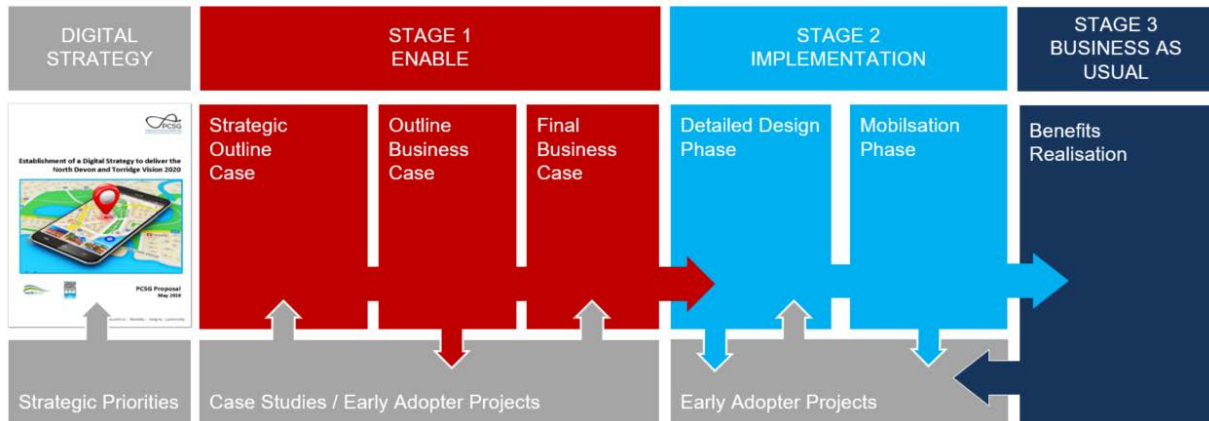 DIGITAL
STRATEGY
STAGE 1
ENABLE
STAGE 2
IMPLEMENTATION
STAGE 3
BUSINESS AS
USUAL
PCSG
Establishment of a Digital Strategy to deliver the
North Devon and Torridge Vision 2020
PCSG Proposal
May 2018
Strategic
Outline
Case
Outline
Business
Case
Final
Business
Case
Detailed Design
Phase
Mobilsation
Phase
Benefits
Realisation
Strategic Priorities
Case Studies / Early Adopter Projects
Early Adopter Projects